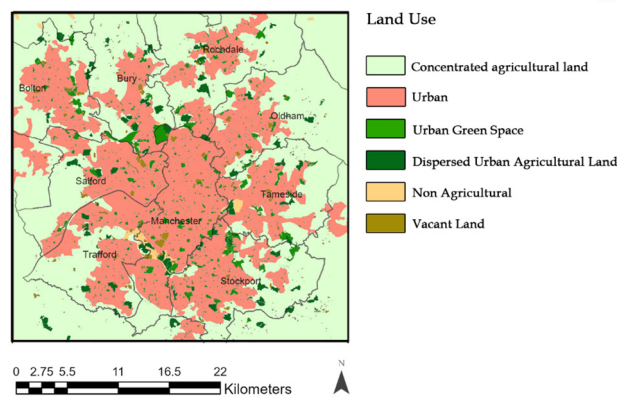 Land Use
Rochdale
Bury
Bolton
Oldham
Salford
Tameside
Manchester
Trafford
Stockport
Concentrated agricultural land
Urban
Urban Green Space
Dispersed Urban Agricultural Land
Non Agricultural
Vacant Land
0 2.75 5.5 11 16.5 22
Kilometers
N